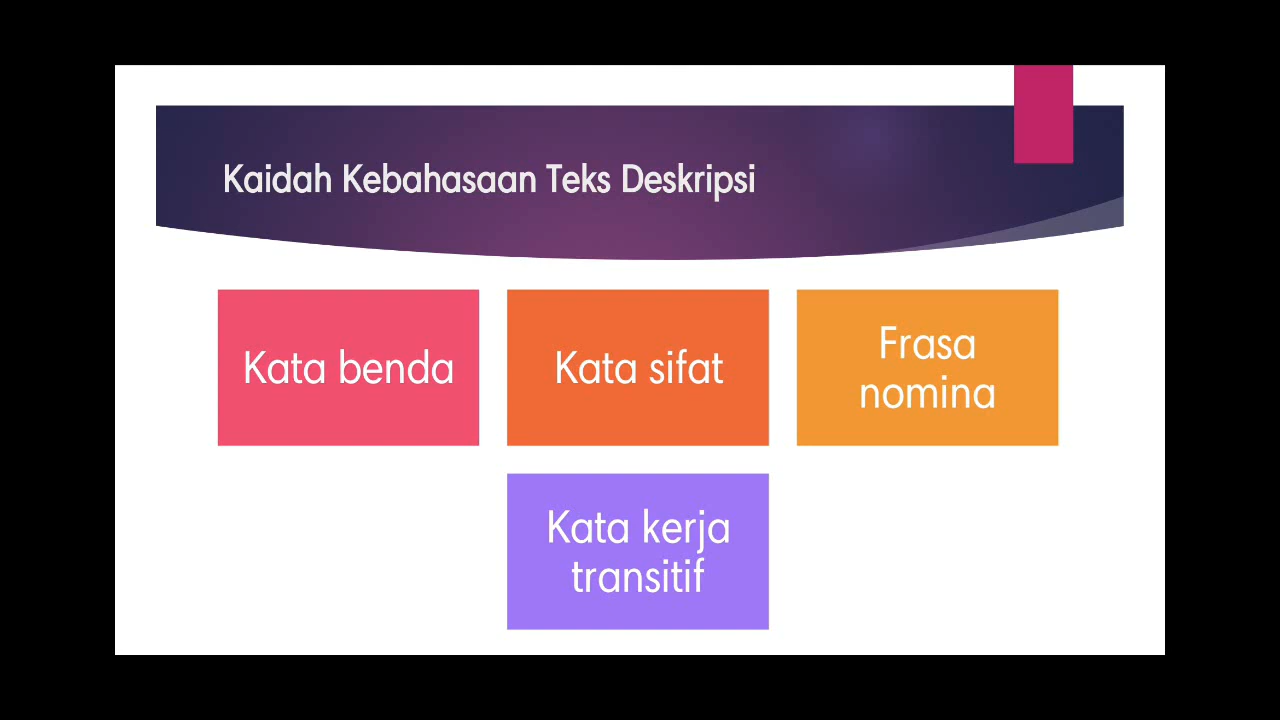 Kaidah Kebahasaan Teks Deskripsi
Kata benda
Kata sifat
Frasa
nomina
Kata kerja
transitif